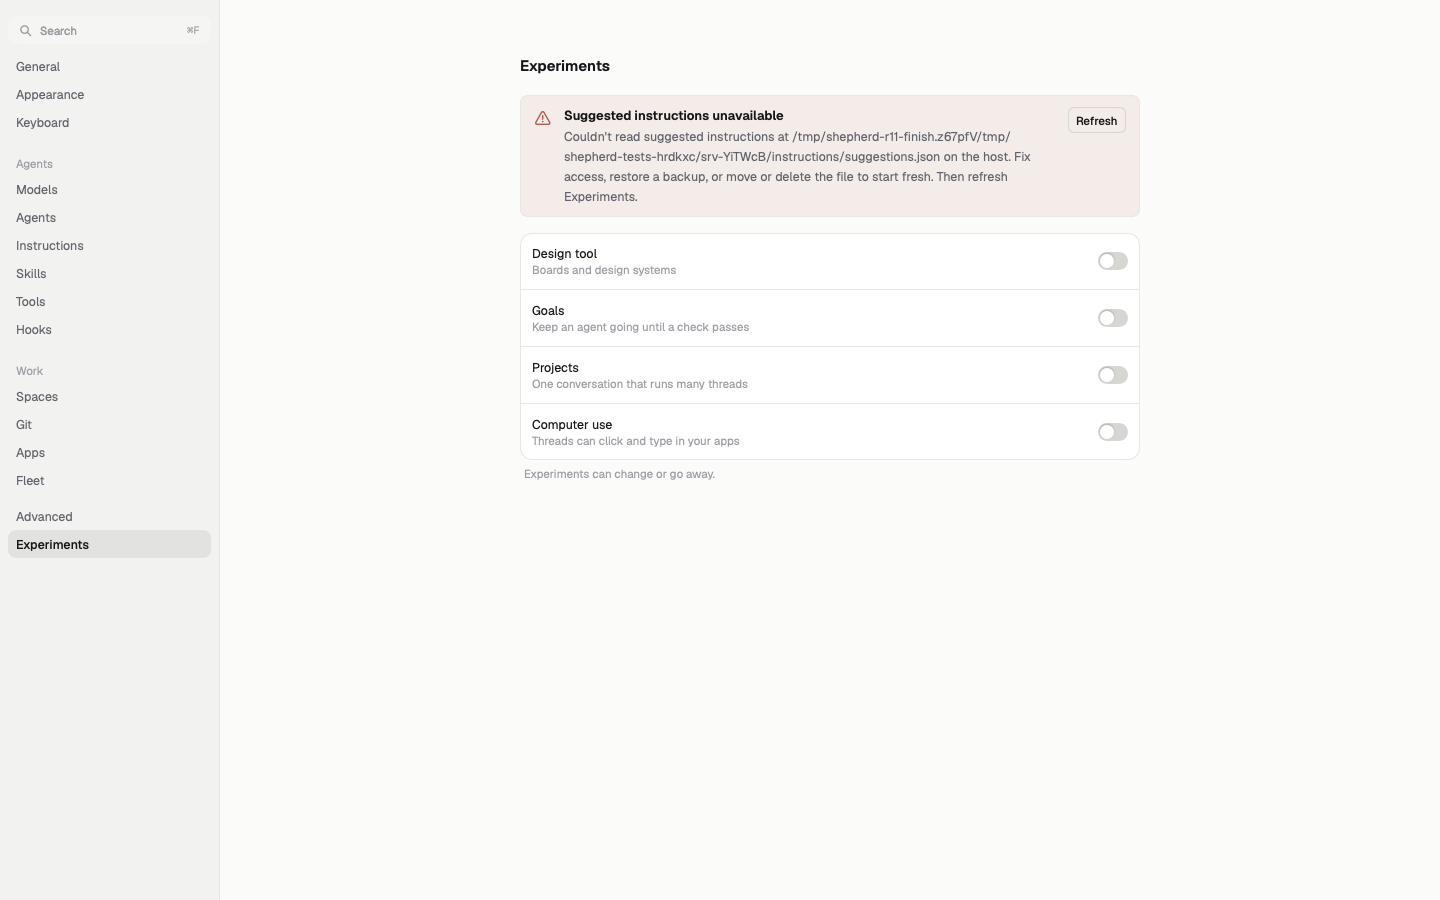 Search ⌘F
General
Appearance
Keyboard
Agents
Models
Agents
Instructions
Skills
Tools
Hooks
Work
Spaces
Git
Apps
Fleet
Advanced
Experiments
Experiments
Suggested instructions unavailable
Refresh
Couldn't read suggested instructions at /tmp/shepherd-r11-finish.z67pfV/tmp/
shepherd-tests-hrdkxc/srv-YiTWcB/instructions/suggestions.json on the host. Fix
access, restore a backup, or move or delete the file to start fresh. Then refresh
Experiments.
Design tool
Boards and design systems
Goals
Keep an agent going until a check passes
Projects
One conversation that runs many threads
Computer use
Threads can click and type in your apps
Experiments can change or go away.